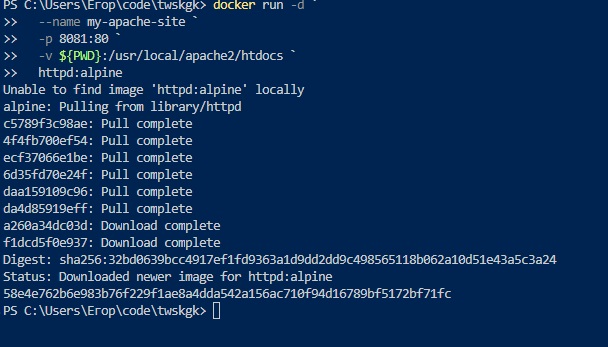 PS C:\Users\Erop\code\twskgk> docker run -d `
>>   --name my-apache-site `
>>   -p 8081:80 `
>>   -v ${PWD}:/usr/local/apache2/htdocs `
>>   httpd:alpine
Unable to find image 'httpd:alpine' locally
alpine: Pulling from library/httpd
c5789f3c98ae: Pull complete
4f4fb700ef54: Pull complete
ecf37066e1be: Pull complete
6d35fd70e24f: Pull complete
daa159109c96: Pull complete
da4d85919eff: Pull complete
a260a34dc03d: Download complete
f1dcd5f0e937: Download complete
Digest: sha256:32bd0639bcc4917ef1fd9363a1d9dd2dd9c498565118b062a10d51e43a5c3a24
Status: Downloaded newer image for httpd:alpine
58e4e762b6e983b76f229f1ae8a4dda542a156ac710f94d16789bf5172bf71fc
PS C:\Users\Erop\code\twskgk>